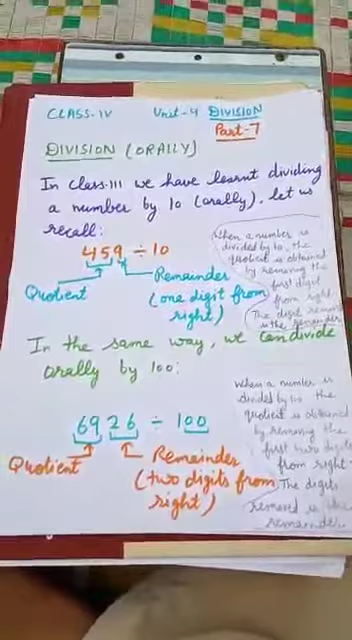 CLASS-IV Unit-4 DIVISION
Part-7
DIVISION (ORALLY)
In class-III we have learnt dividing
a number by 10 (orally). let us
recall:
When a number is
divided by 10, the
quotient is obtained
by removing the
first digit
from right
The digit removed
is the remainder
459 ÷ 10
Quotient
Remainder
(one digit from
right)
In the same way, we can divide
orally by 100:
When a number is
divided by 100 the
quotient is obtained
by removing the
first two digits
from right.
The digits
removed is the
remainder.
6926 ÷ 100
Quotient
Remainder
(two digits from
right)